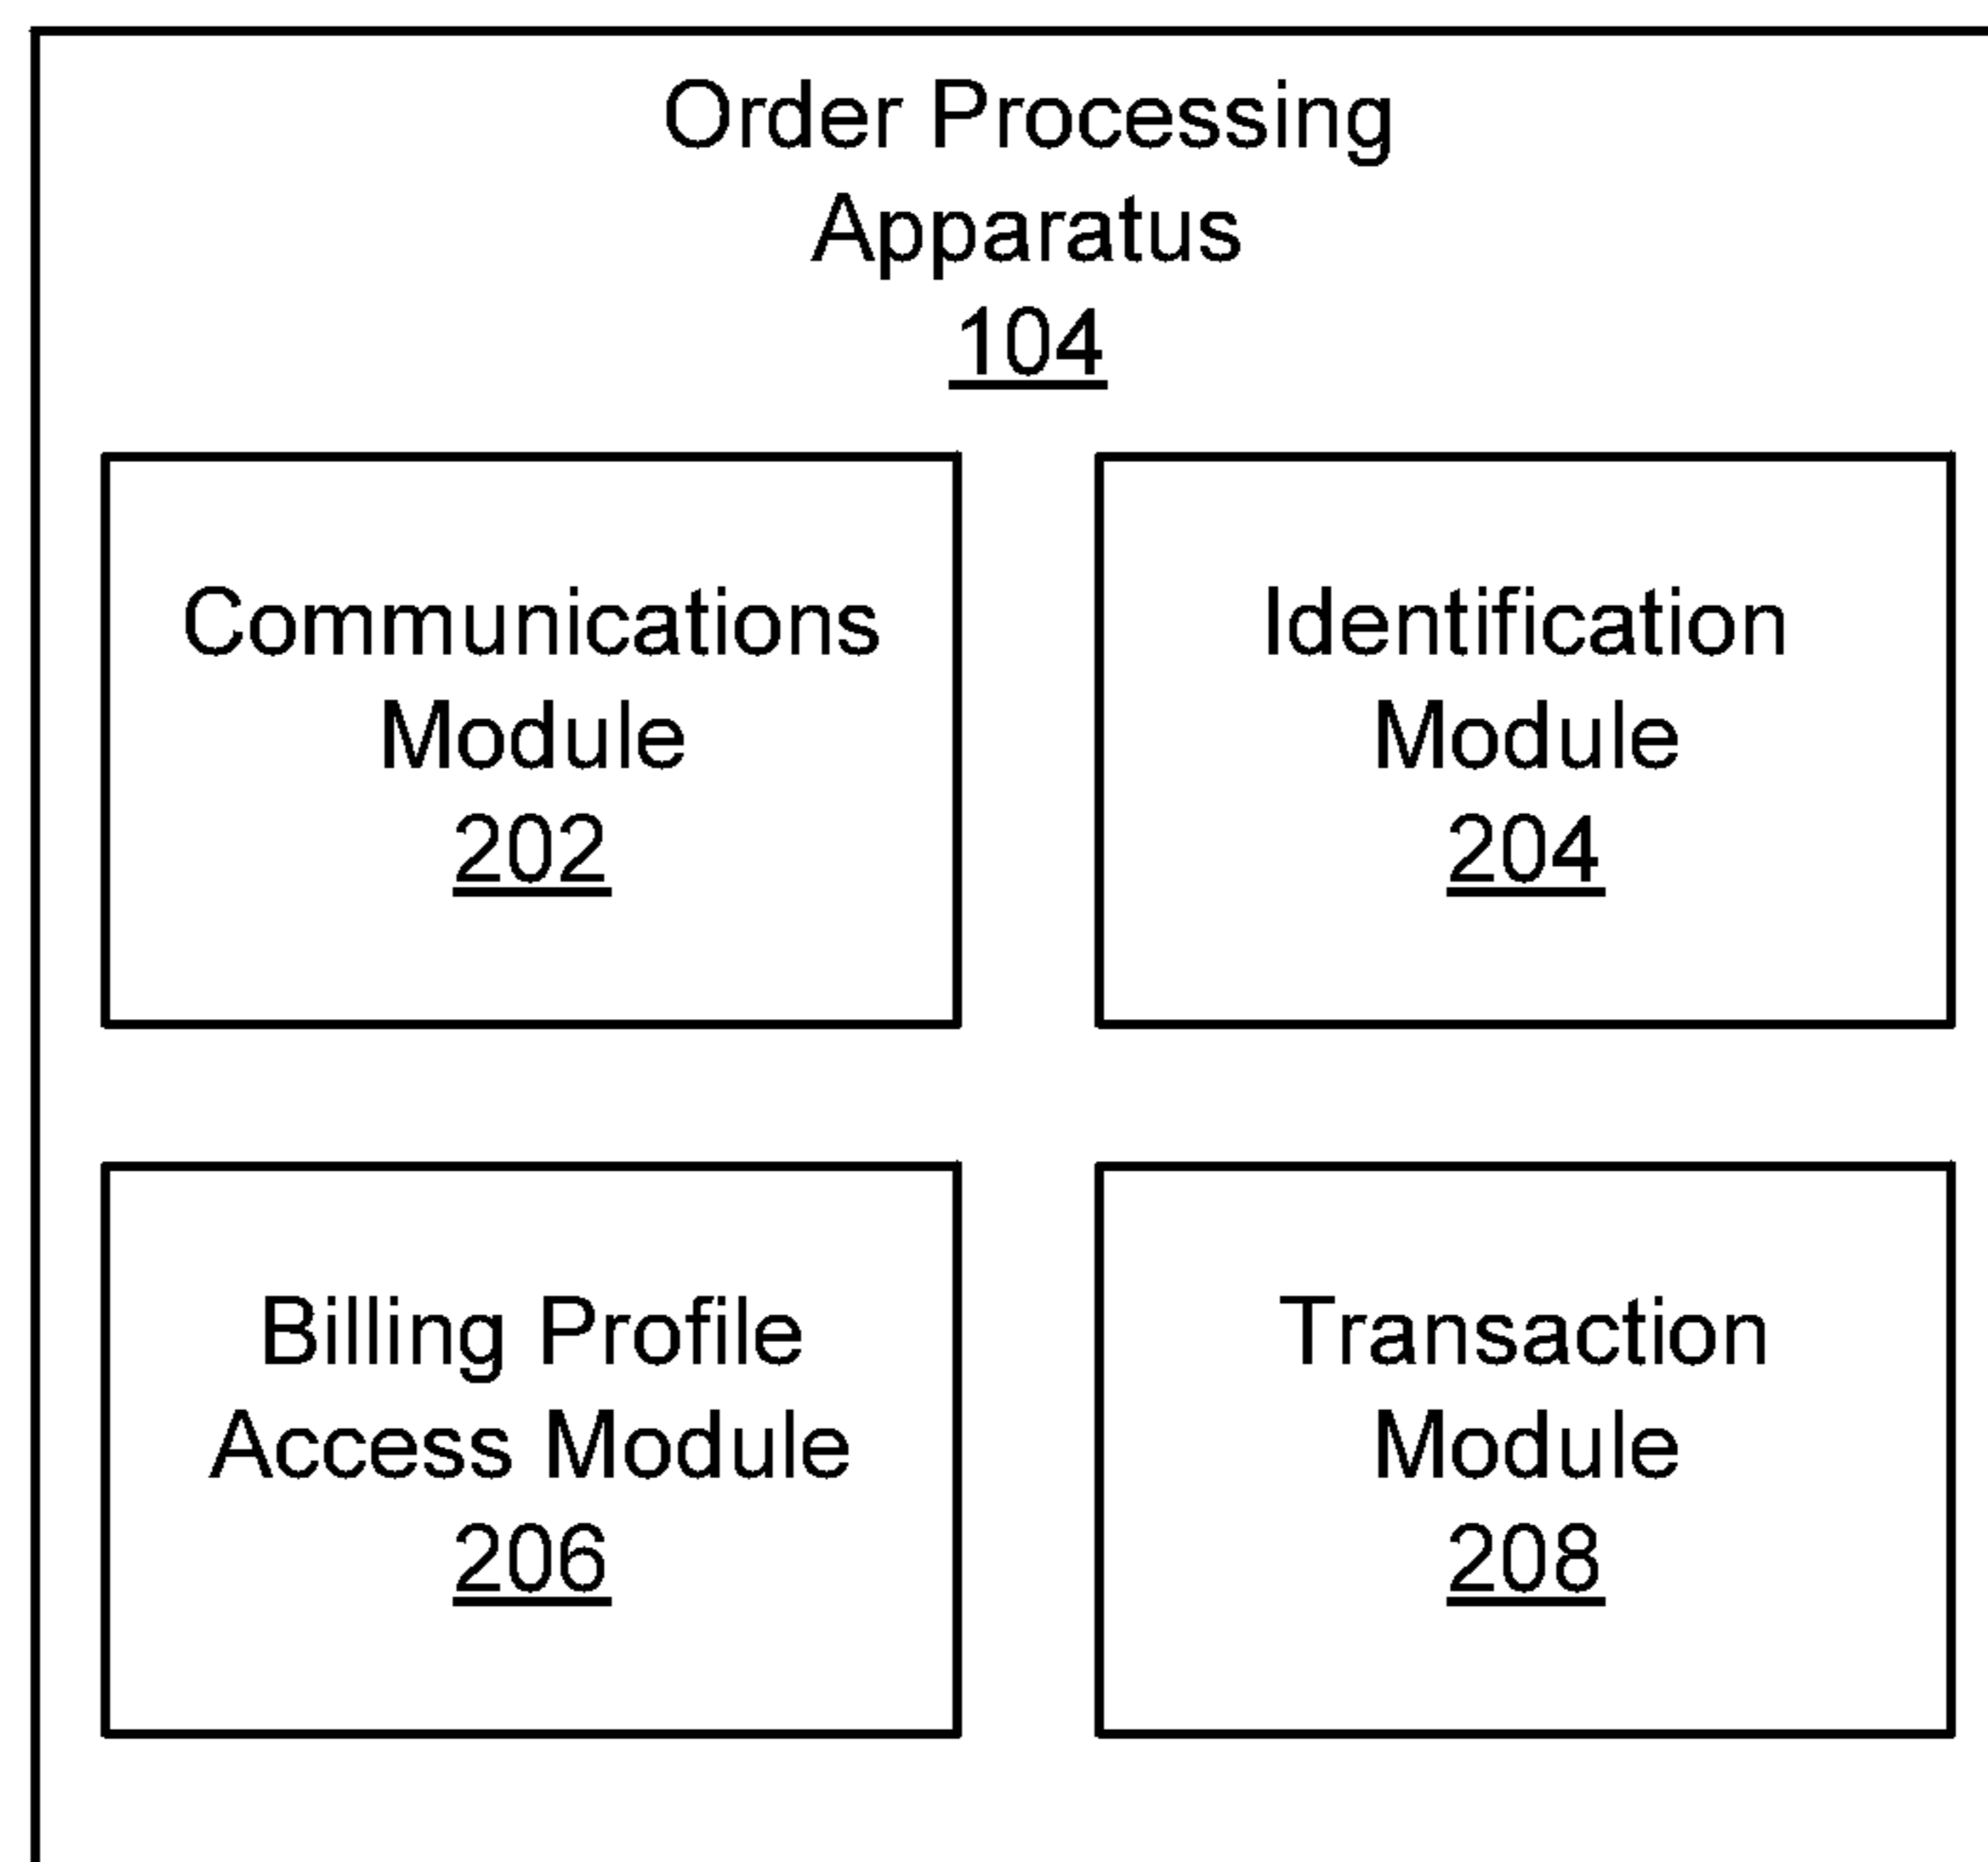 Order Processing
Apparatus
104
Communications
Module
202
Identification
Module
204
Billing Profile
Access Module
206
Transaction
Module
208